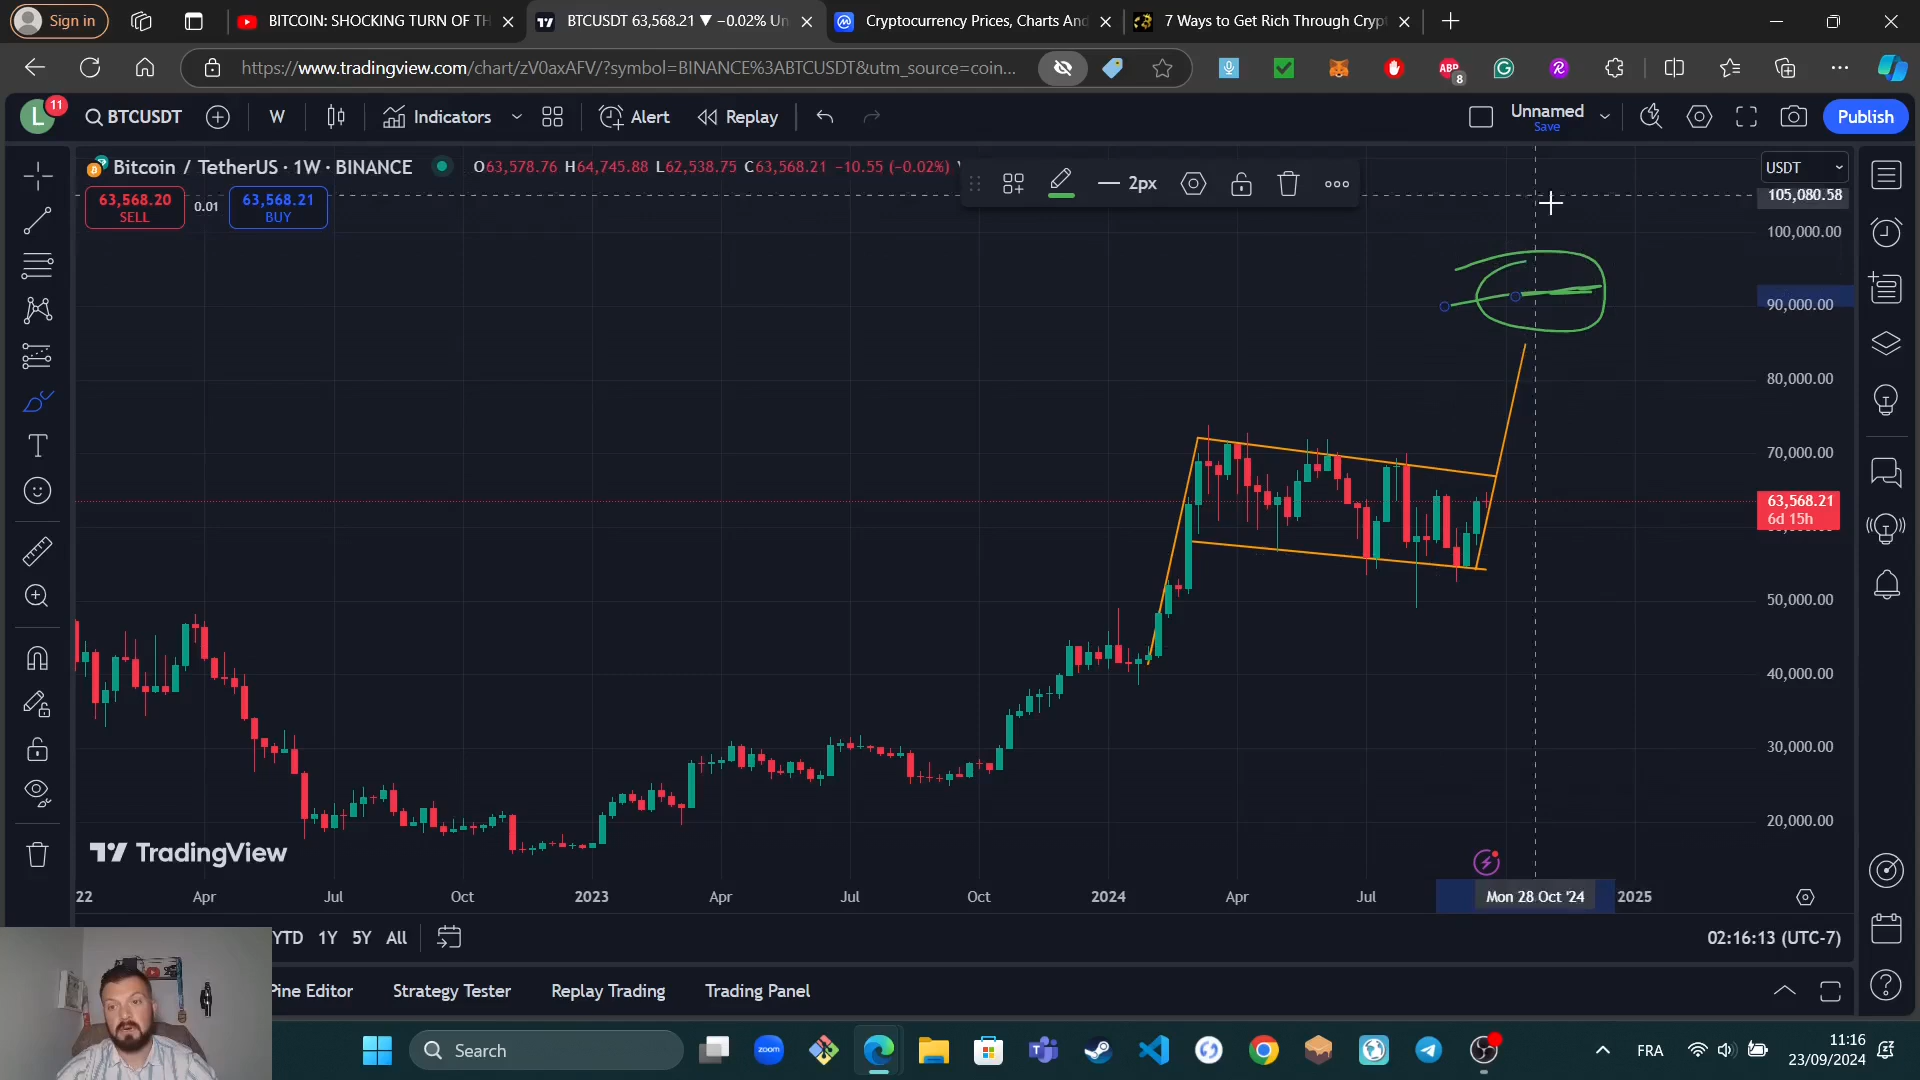 Sign in
BITCOIN: SHOCKING TURN OF TH
BTCUSDT 63,568.21 ▼ −0.02% Un
Cryptocurrency Prices, Charts And
7 Ways to Get Rich Through Crypt
https://www.tradingview.com/chart/zV0axAFV/?symbol=BINANCE%3ABTCUSDT&utm_source=coin...
ABP
8
L
11
BTCUSDT
W
Indicators
Alert
Replay
Unnamed
Save
Publish
Bitcoin / TetherUS · 1W · BINANCE
O63,578.76 H64,745.88 L62,538.75 C63,568.21 −10.55 (−0.02%)
2px
USDT
63,568.20
SELL
0.01
63,568.21
BUY
105,080.58
100,000.00
90,000.00
80,000.00
70,000.00
63,568.21
6d 15h
50,000.00
40,000.00
30,000.00
20,000.00
TradingView
22
Apr
Jul
Oct
2023
Apr
Jul
Oct
2024
Apr
Jul
Mon 28 Oct '24
2025
YTD
1Y
5Y
All
02:16:13 (UTC-7)
Pine Editor
Strategy Tester
Replay Trading
Trading Panel
Search
zoom
FRA
11:16
23/09/2024